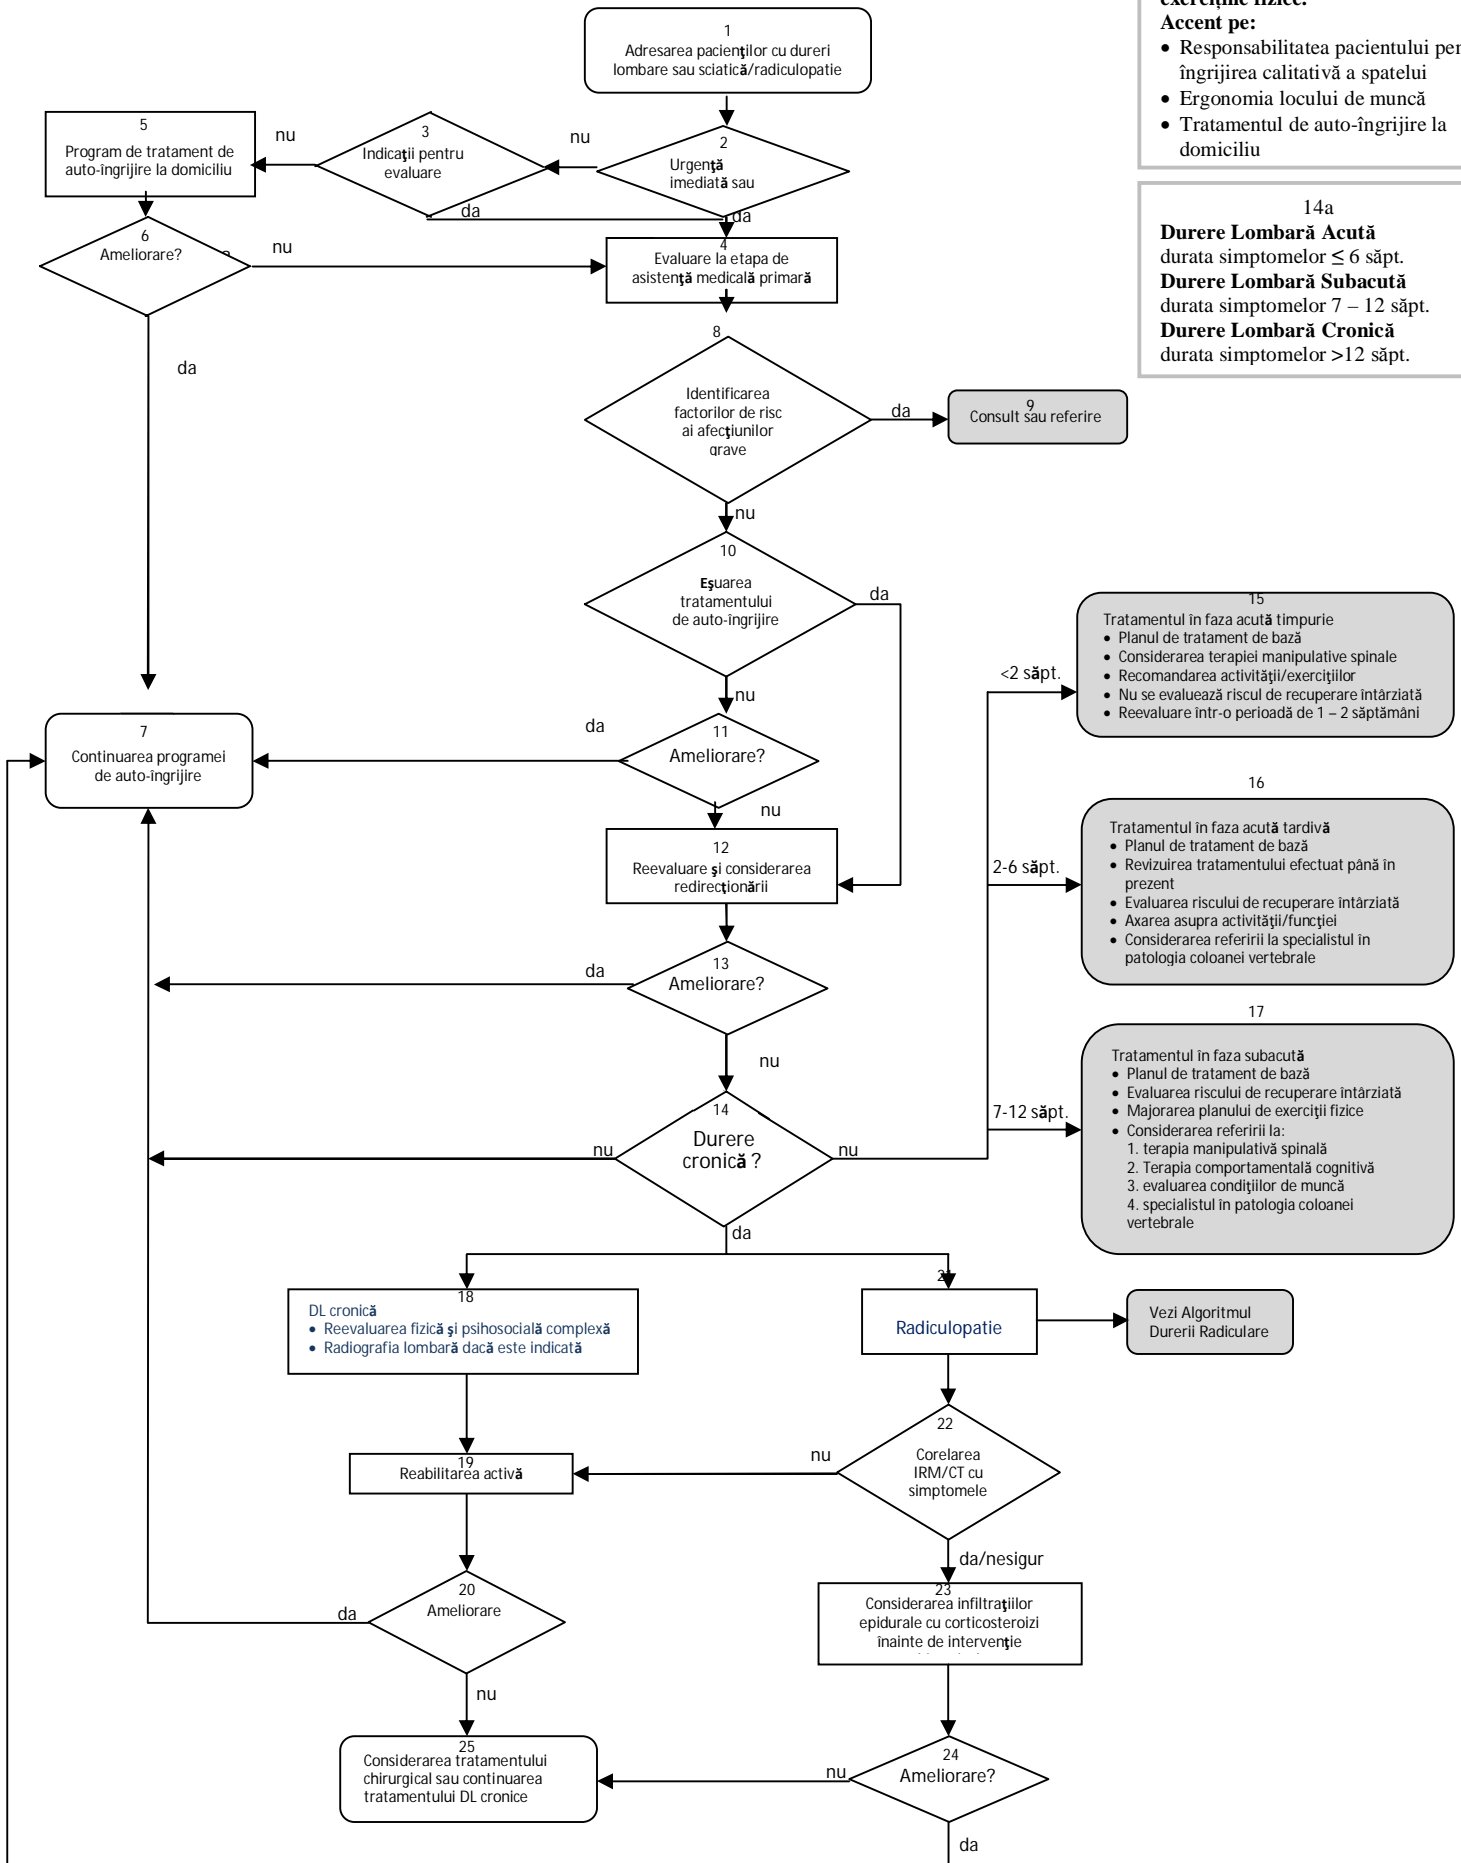 1
Adresarea pacienţilor cu dureri
lombare sau sciatică/radiculopatie
exerciţiile fizice.
Accent pe:
• Responsabilitatea pacientului
îngrijirea calitativă a spatelui
• Ergonomia locului de muncă
• Tratamentul de auto-îngrijire la
domiciliu
14a
Durere Lombară Acută
durata simptomelor ≤ 6 săpt.
Durere Lombară Subacută
durata simptomelor 7 – 12 săpt.
Durere Lombară Cronică
durata simptomelor >12 săpt.
5
Program de tratament de
auto-îngrijire la domiciliu
nu
3
Indicaţii pentru
evaluare
nu
2
Urgenţă
imediată sau
da
da
6
Ameliorare?
nu
4
Evaluare la etapa de
asistenţă medicală primară
da
8
Identificarea
factorilor de risc
ai afecţiunilor
grave
da
9
Consult sau referire
nu
10
Eşuarea
tratamentului
de auto-îngrijire
da
nu
7
Continuarea programei
de auto-îngrijire
da
11
Ameliorare?
nu
12
Reevaluare şi considerarea
redirecţionării
da
13
Ameliorare?
nu
14
Durere
cronică ?
nu
nu
da
<2 săpt.
15
Tratamentul în faza acută timpurie
• Planul de tratament de bază
• Considerarea terapiei manipulative spinale
• Recomandarea activităţii/exerciţiilor
• Nu se evaluează riscul de recuperare întârziată
• Reevaluare într-o perioadă de 1 – 2 săptămâni
2-6 săpt.
16
Tratamentul în faza acută tardivă
• Planul de tratament de bază
• Revizuirea tratamentului efectuat până în
prezent
• Evaluarea riscului de recuperare întârziată
• Axarea asupra activităţii/funcţiei
• Considerarea referirii la specialistul în
patologia coloanei vertebrale
7-12 săpt.
17
Tratamentul în faza subacută
• Planul de tratament de bază
• Evaluarea riscului de recuperare întârziată
• Majorarea planului de exerciţii fizice
• Considerarea referirii la:
1. terapia manipulativă spinală
2. Terapia comportamentală cognitivă
3. evaluarea condiţiilor de muncă
4. specialistul în patologia coloanei
vertebrale
18
DL cronică
• Reevaluarea fizică şi psihosocială complexă
• Radiografia lombară dacă este indicată
21
Radiculopatie
Vezi Algoritmul
Durerii Radiculare
19
Reabilitarea activă
nu
22
Corelarea
IRM/CT cu
simptomele
da/nesigur
20
Ameliorare
da
nu
23
Considerarea infiltraţiilor
epidurale cu corticosteroizi
înainte de intervenţie
25
Considerarea tratamentului
chirurgical sau continuarea
tratamentului DL cronice
nu
24
Ameliorare?
da